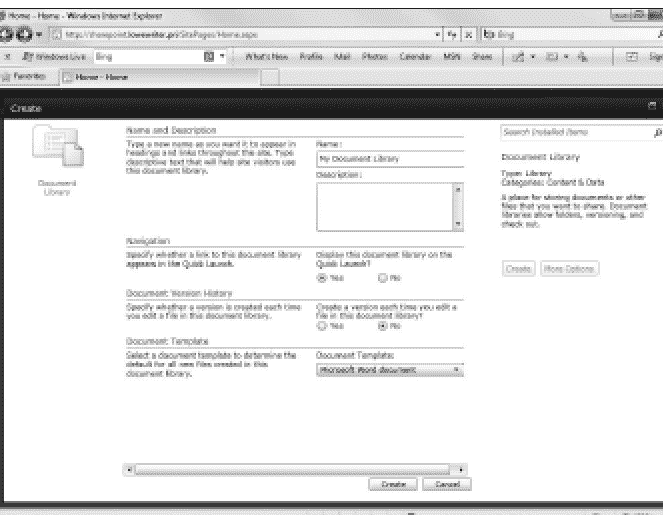 Home - Home - Windows Internet Explorer
http://sharepoint.lowewriter.pri/SitePages/Home.aspx
Bing
Windows Live
Bing
What's New
Profile
Mail
Photos
Calendar
MSN
Share
Sign
Favorites
Home - Home
Create
Document
Library
Name and Description
Type a new name as you want it to appear in
headings and links throughout the site. Type
descriptive text that will help site visitors use
this document library.
Name:
My Document Library
Description:
Navigation
Specify whether a link to this document library
appears in the Quick Launch.
Display this document library on the
Quick Launch?
Yes
No
Document Version History
Specify whether a version is created each time
you edit a file in this document library.
Create a version each time you edit a
file in this document library?
Yes
No
Document Template
Select a document template to determine the
default for all new files created in this
document library.
Document Template:
Microsoft Word document
Create
Cancel
Search Installed Items
Document Library
Type: Library
Categories: Content & Data
A place for storing documents or other
files that you want to share. Document
libraries allow folders, versioning, and
check out.
Create
More Options